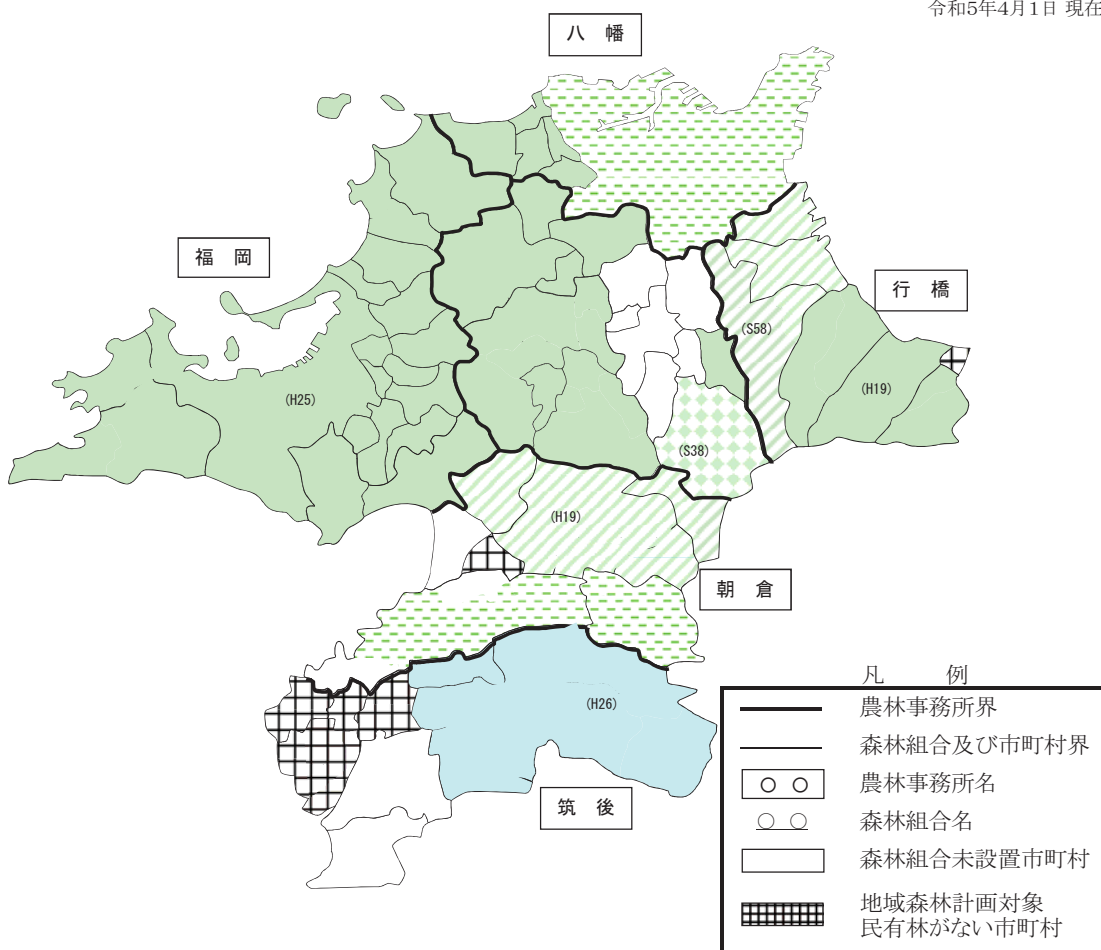 令和5年4月1日 現在
八 幡
福 岡
行 橋
(S58)
(H25)
(H19)
(S38)
(H19)
朝 倉
(H26)
筑 後
凡 例
農林事務所界
森林組合及び市町村界
○ ○ 農林事務所名
○ ○ 森林組合名
森林組合未設置市町村
地域森林計画対象
民有林がない市町村